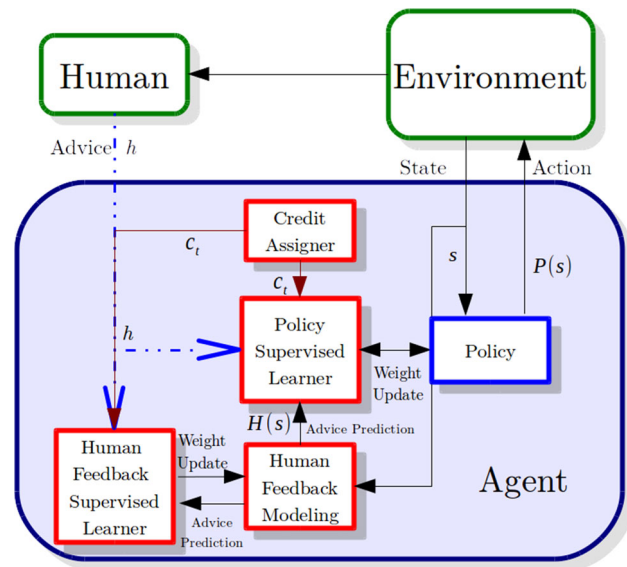 Human
Environment
Advice h
State
Action
Credit
Assigner
c_t
c_t
s
P(s)
h
Policy
Supervised
Learner
Policy
Weight
Update
H(s)
Advice Prediction
Human
Feedback
Supervised
Learner
Weight
Update
Human
Feedback
Modeling
Advice
Prediction
Agent